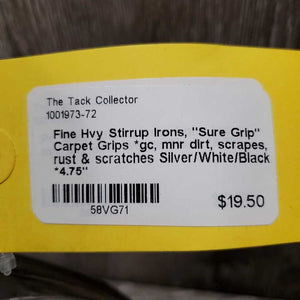 The Tack Collector
1001973-72
Fine Hvy Stirrup Irons, "Sure Grip"
Carpet Grips *gc, mnr dirt, scrapes,
rust & scratches Silver/White/Black
*4.75"
58VG71
$19.50